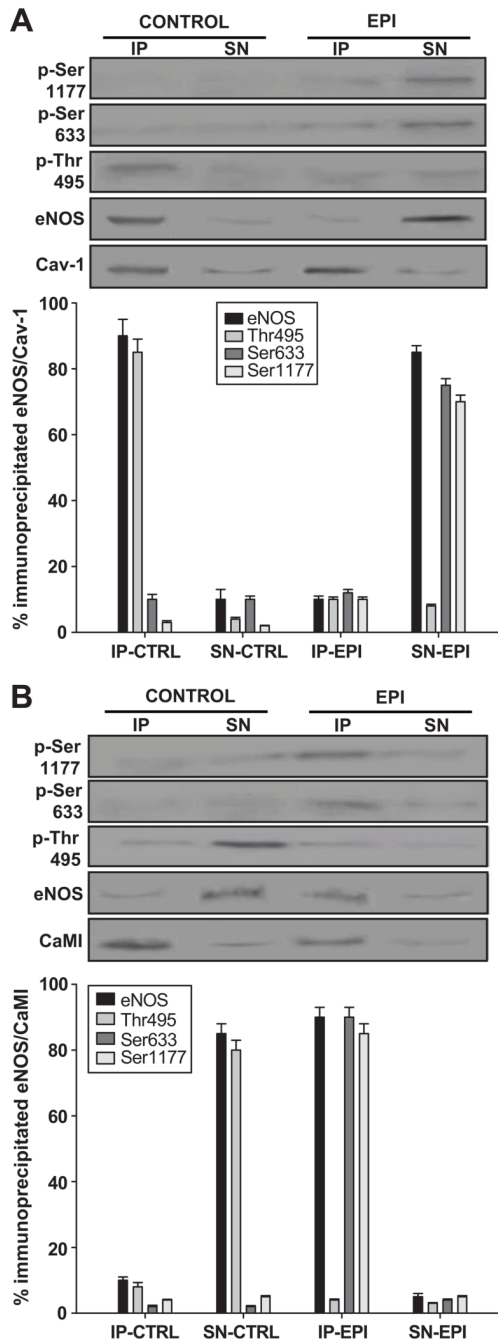 A
CONTROL EPI
IP SN IP SN
p-Ser
1177
p-Ser
633
p-Thr
495
eNOS
Cav-1
% immunoprecipitated eNOS/Cav-1
100
80
60
40
20
0
eNOS
Thr495
Ser633
Ser1177
IP-CTRL SN-CTRL IP-EPI SN-EPI
B
CONTROL EPI
IP SN IP SN
p-Ser
1177
p-Ser
633
p-Thr
495
eNOS
CaMI
% immunoprecipitated eNOS/CaMI
100
80
60
40
20
0
eNOS
Thr495
Ser633
Ser1177
IP-CTRL SN-CTRL IP-EPI SN-EPI